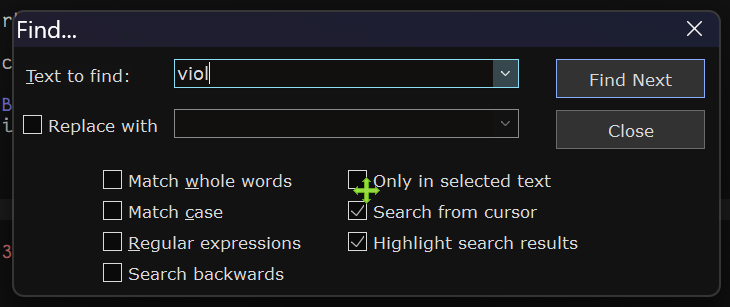 Find...
Text to find:
viol
Find Next
Replace with
Close
Match whole words
Only in selected text
Match case
Search from cursor
Regular expressions
Highlight search results
Search backwards
c
B
i
3